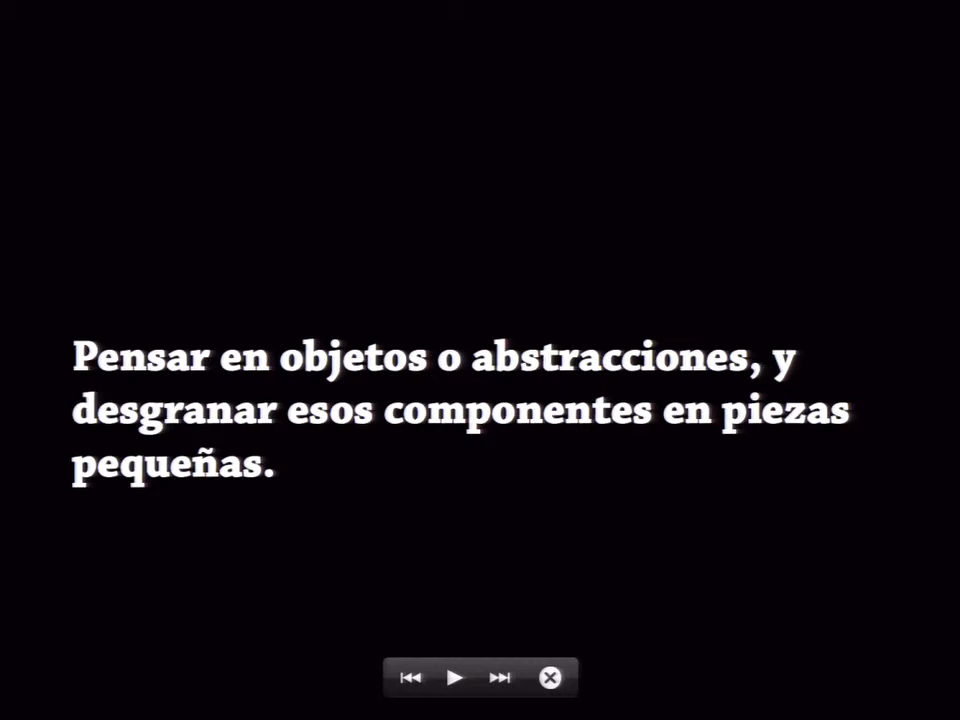 Pensar en objetos o abstracciones, y
desgranar esos componentes en piezas
pequeñas.